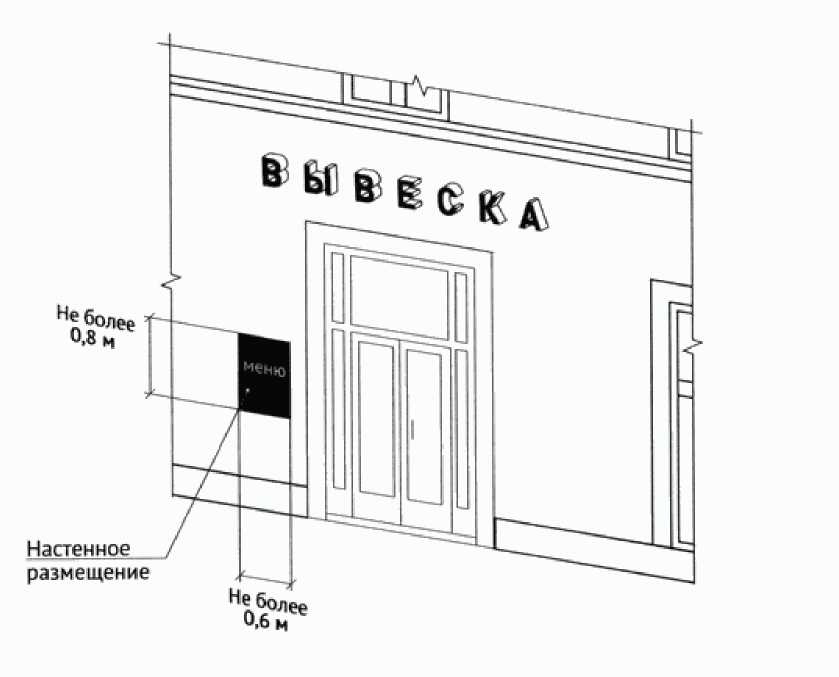 ВЫВЕСКА
Не более
0,8 м
меню
Настенное
размещение
Не более
0,6 м